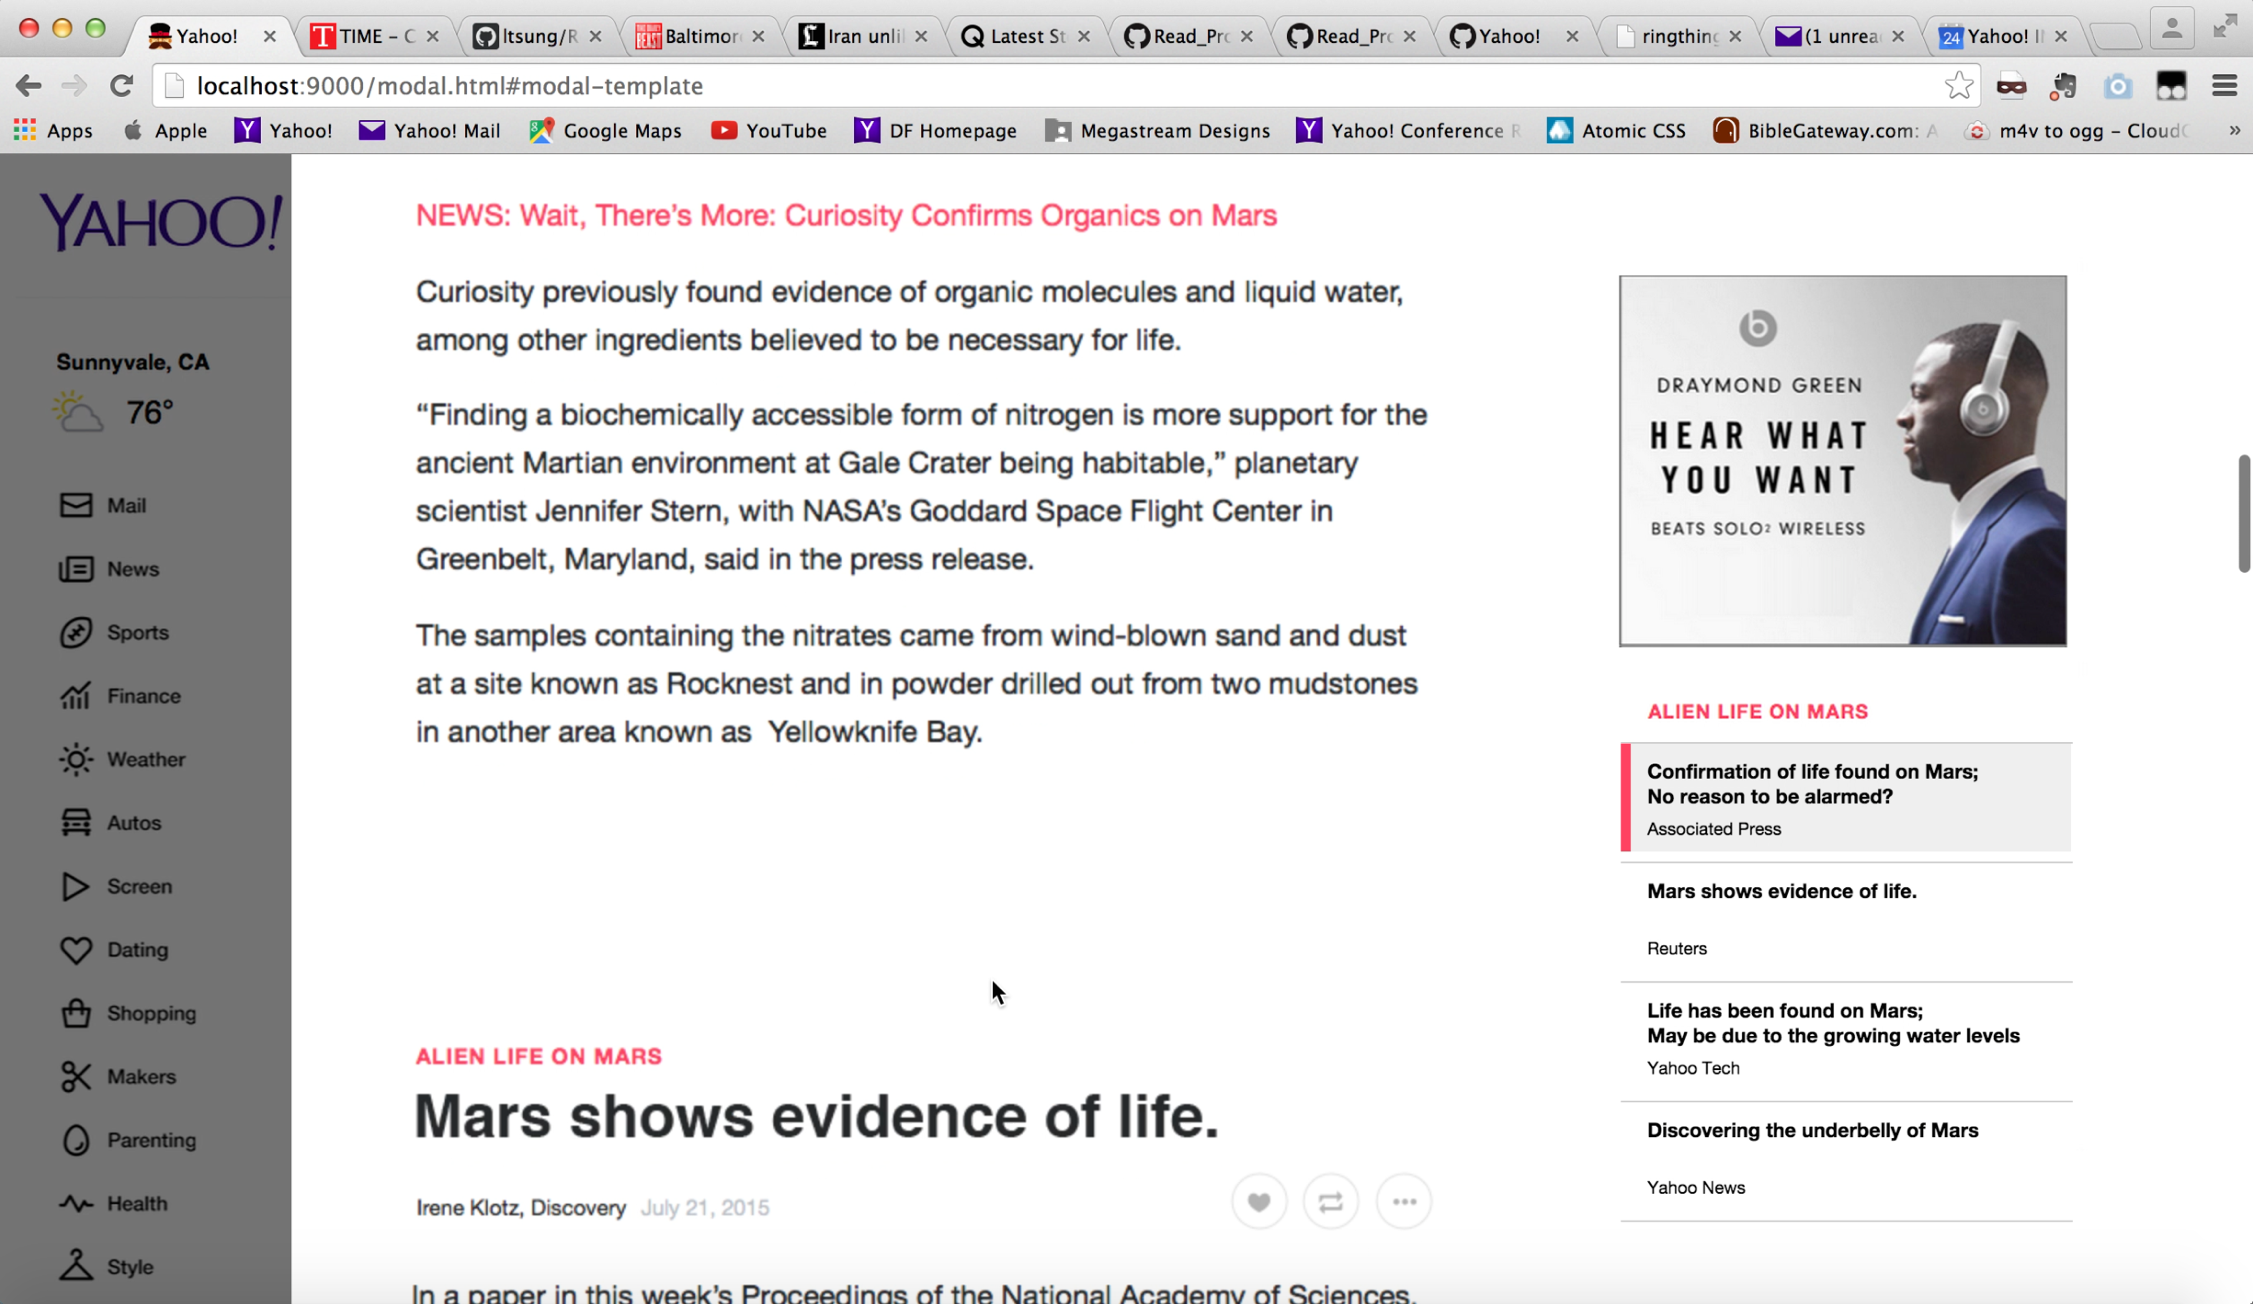 Yahoo!
TIME - C
ltsung/R
Baltimor
Iran unli
Latest St
Read_Pro
Read_Pro
Yahoo!
ringthing
(1 unrea
24
Yahoo!
localhost:9000/modal.html#modal-template
Apps
Apple
Yahoo!
Yahoo! Mail
Google Maps
YouTube
DF Homepage
Megastream Designs
Yahoo! Conference R
Atomic CSS
BibleGateway.com: A
m4v to ogg – CloudC
»
YAHOO!
Sunnyvale, CA
76°
Mail
News
Sports
Finance
Weather
Autos
Screen
Dating
Shopping
Makers
Parenting
Health
Style
NEWS: Wait, There’s More: Curiosity Confirms Organics on Mars
Curiosity previously found evidence of organic molecules and liquid water,
among other ingredients believed to be necessary for life.
“Finding a biochemically accessible form of nitrogen is more support for the
ancient Martian environment at Gale Crater being habitable,” planetary
scientist Jennifer Stern, with NASA’s Goddard Space Flight Center in
Greenbelt, Maryland, said in the press release.
The samples containing the nitrates came from wind-blown sand and dust
at a site known as Rocknest and in powder drilled out from two mudstones
in another area known as Yellowknife Bay.
ALIEN LIFE ON MARS
Mars shows evidence of life.
Irene Klotz, Discovery July 21, 2015
In a paper in this week’s Proceedings of the National Academy of Sciences,
DRAYMOND GREEN
HEAR WHAT
YOU WANT
BEATS SOLO² WIRELESS
ALIEN LIFE ON MARS
Confirmation of life found on Mars;
No reason to be alarmed?
Associated Press
Mars shows evidence of life.
Reuters
Life has been found on Mars;
May be due to the growing water levels
Yahoo Tech
Discovering the underbelly of Mars
Yahoo News